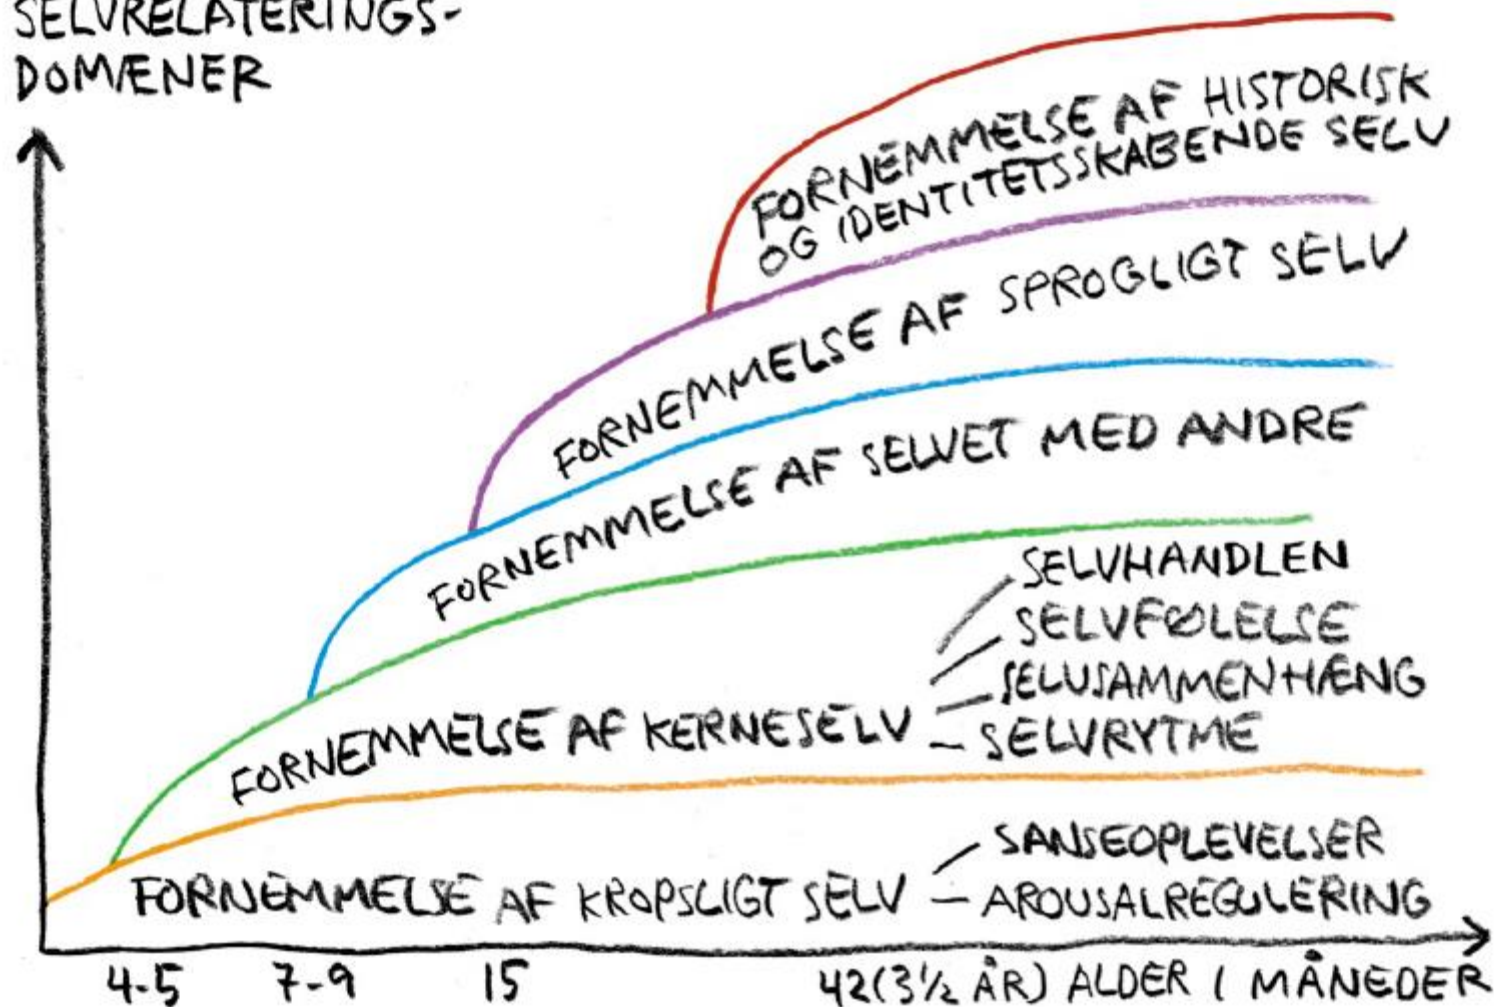 SELVRELATERINGS-
DOMÆNER
FORNEMMELSE AF HISTORISK
OG IDENTITETSSKABENDE SELV
FORNEMMELSE AF SPROGLIGT SELV
FORNEMMELSE AF SELVET MED ANDRE
FORNEMMELSE AF KERNESELV
SELVHANDLEN
SELVFØLELSE
SELVSAMMENHÆNG
SELVRYTME
FORNEMMELSE AF KROPSLIGT SELV
SANSEOPLEVELSER
AROUSALREGULERING
4-5 7-9 15 42 (3½ ÅR) ALDER I MÅNEDER